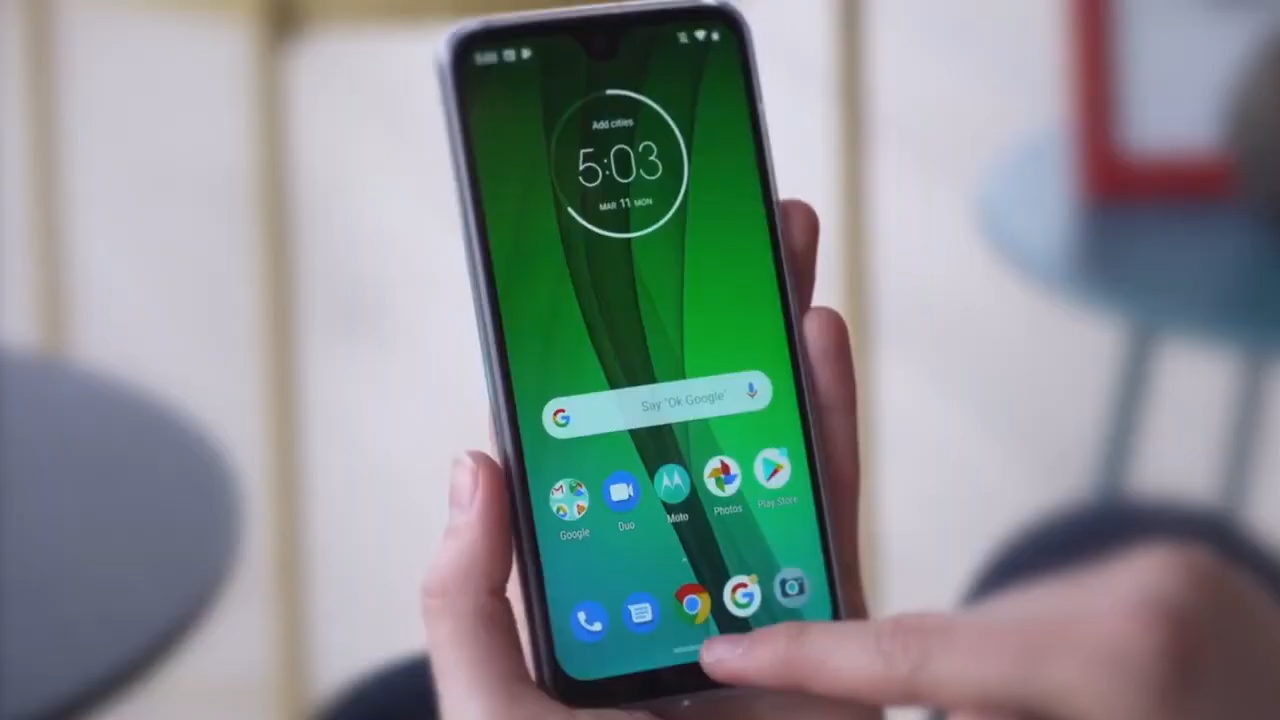 Add cities
5:03
MAR 11 MON
Say "Ok Google"
Google
Duo
Moto
Photos
Play Store